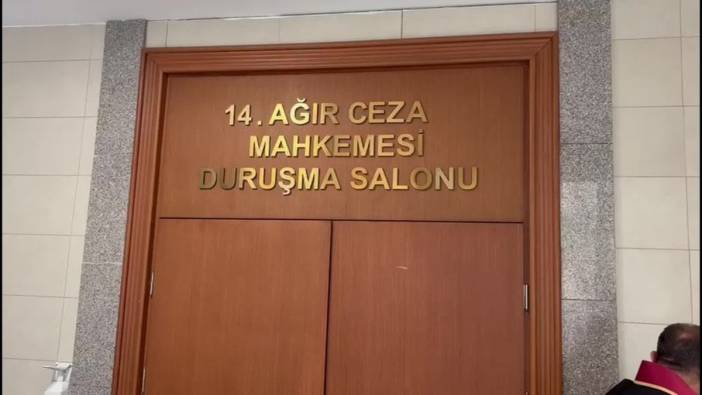 14. AĞIR CEZA
MAHKEMESİ
DURUŞMA SALONU